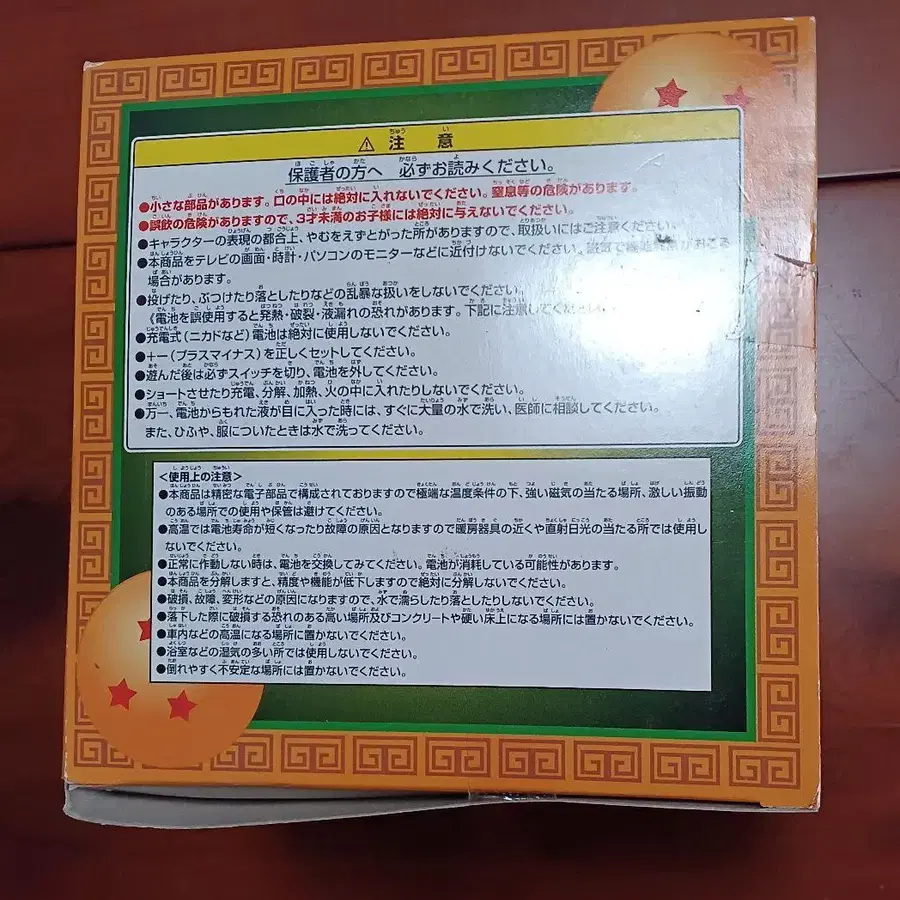 ⚠ 注意
保護者の方へ 必ずお読みください。
●小さな部品があります。口の中には絶対に入れないでください。窒息等の危険があります。
●誤飲の危険がありますので、3才未満のお子様には絶対に与えないでください。
●キャラクターの表現の都合上、やむをえずとがった所がありますので、取扱いにはご注意ください。
●本商品をテレビの画面・時計・パソコンのモニターなどに近付けないでください。磁気で
場合があります。
●投げたり、ぶつけたり落としたりなどの乱暴な扱いをしないでください。
《電池を誤使用すると発熱・破裂・液漏れの恐れがあります。下記に注意してください
●充電式(ニカドなど)電池は絶対に使用しないでください。
●+−(プラスマイナス)を正しくセットしてください。
●遊んだ後は必ずスイッチを切り、電池を外してください。
●ショートさせたり充電、分解、加熱、火の中に入れたりしないでください。
●万一、電池からもれた液が目に入った時には、すぐに大量の水で洗い、医師に相談してください。
また、ひふや、服についたときは水で洗ってください。
<使用上の注意>
●本商品は精密な電子部品で構成されておりますので極端な温度条件の下、強い磁気の当たる場所、激しい振動
のある場所での使用や保管は避けてください。
●高温では電池寿命が短くなったり故障の原因となりますので暖房器具の近くや直射日光の当たる所では使用し
ないでください。
●正常に作動しない時は、電池を交換してみてください。電池が消耗している可能性があります。
●本商品を分解しますと、精度や機能が低下しますので絶対に分解しないでください。
●破損、故障、変形などの原因になりますので、水で濡らしたり落としたりしないでください。
●落下した際に破損する恐れのある高い場所及びコンクリートや硬い床上になる場所には置かないでください。
●車内などの高温になる場所に置かないでください。
●浴室などの湿気の多い所では使用しないでください。
●倒れやすく不安定な場所には置かないでください。